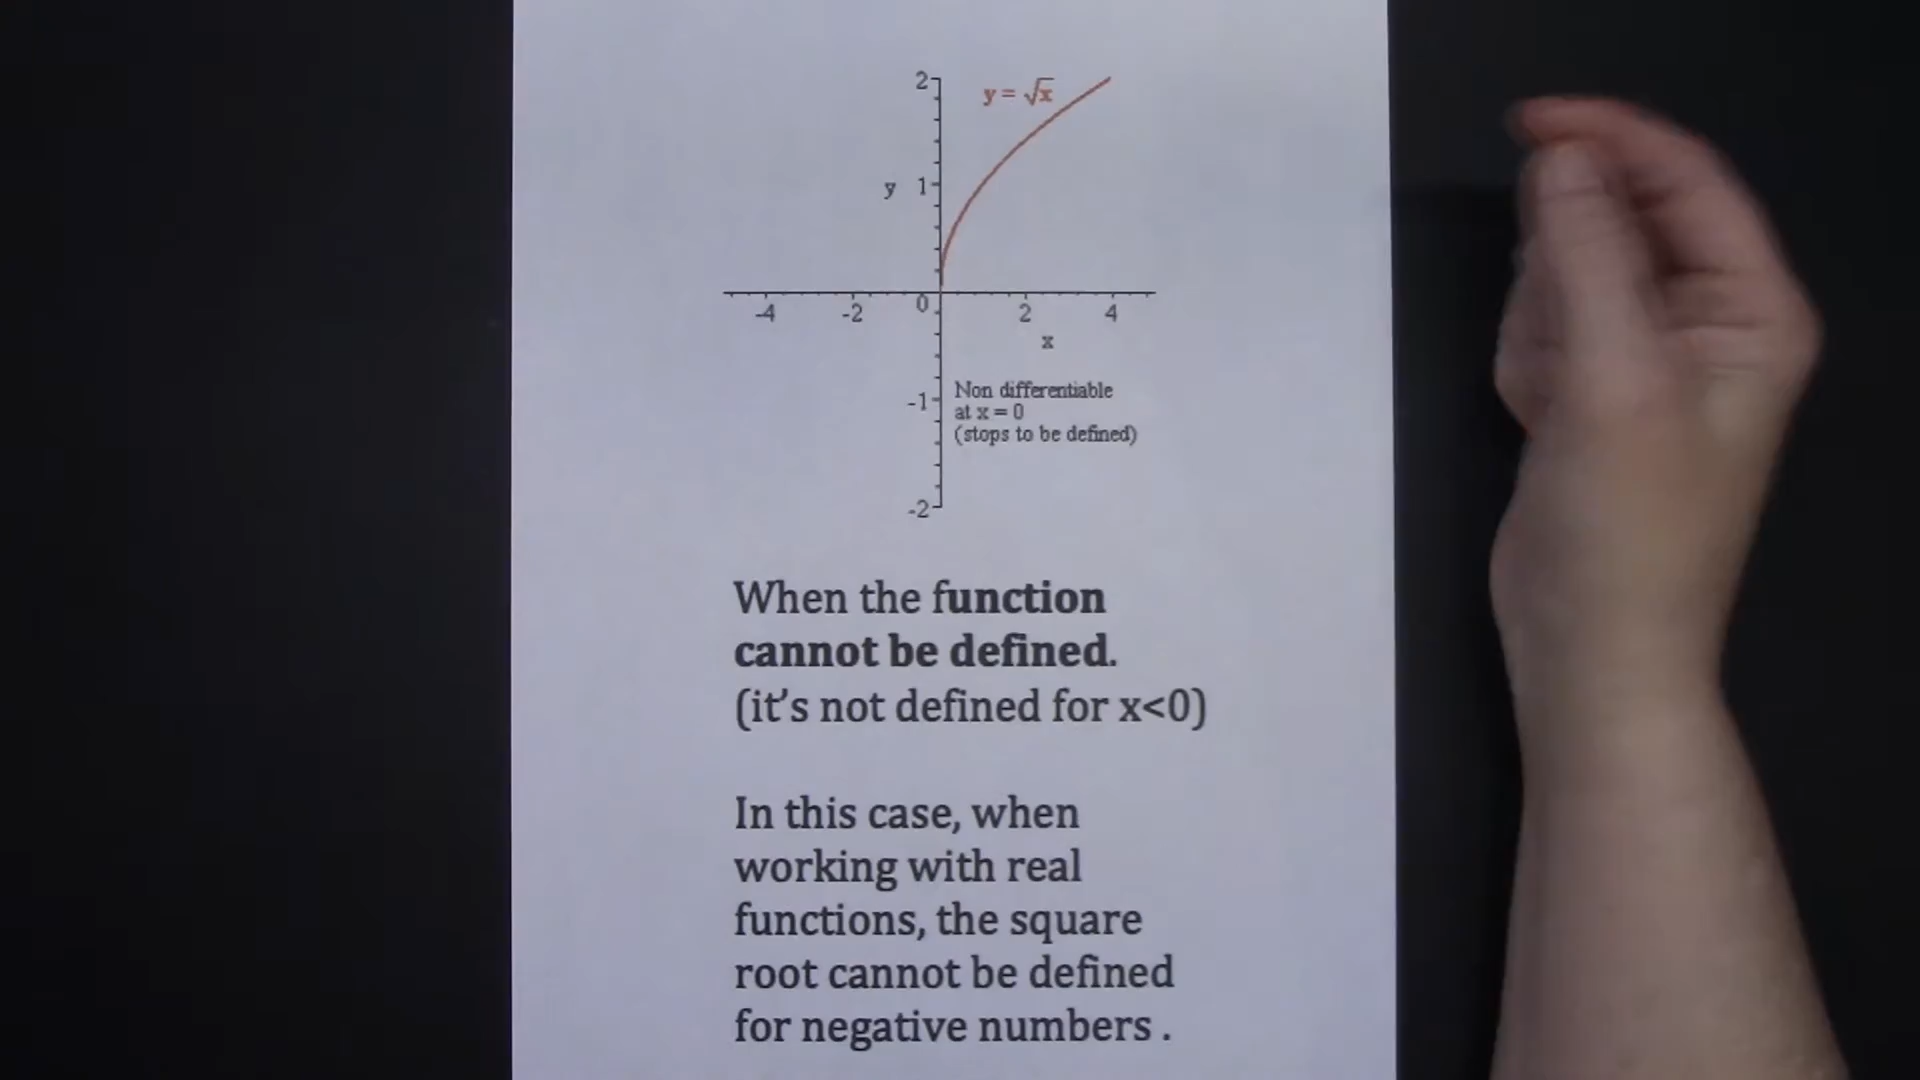 2
y = √x
y 1
-4 -2 0 2 4
x
-1
Non differentiable
at x = 0
(stops to be defined)
-2
When the function
cannot be defined.
(it's not defined for x<0)
In this case, when
working with real
functions, the square
root cannot be defined
for negative numbers .